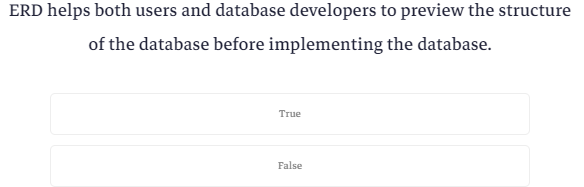 ERD helps both users and database developers to preview the structure
of the database before implementing the database.
True
False